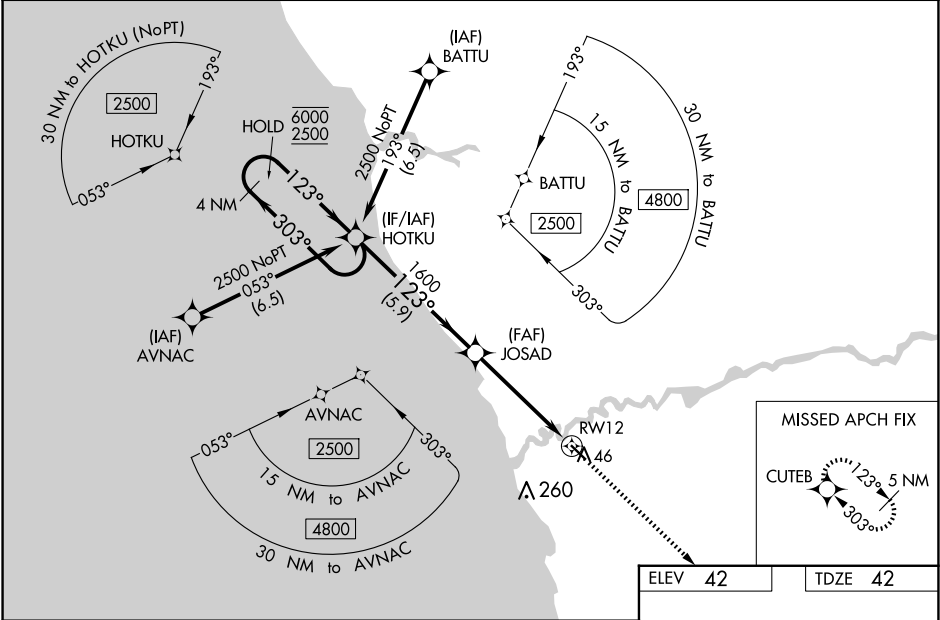 30 NM to HOTKU (NoPT)
2500
193°
HOTKU
053°
HOLD
6000
2500
4 NM
123°
303°
(IAF)
BATTU
2500 NoPT
193°
(6.5)
(IF/IAF)
HOTKU
2500 NoPT
053°
(6.5)
(IAF)
AVNAC
1600
123°
(5.9)
(FAF)
JOSAD
193°
BATTU
2500
303°
15 NM to BATTU
4800
30 NM to BATTU
053°
AVNAC
2500
303°
15 NM to AVNAC
4800
30 NM to AVNAC
RW12
46
260
MISSED APCH FIX
CUTEB
123°
303°
5 NM
ELEV 42
TDZE 42